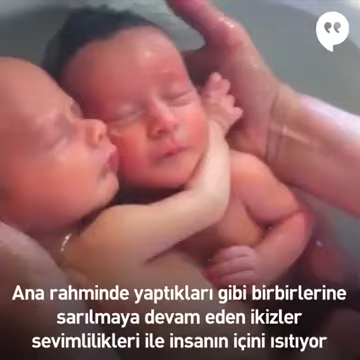 Ana rahminde yaptıkları gibi birbirlerine
sarılmaya devam eden ikizler
sevimlilikleri ile insanın içini ısıtıyor